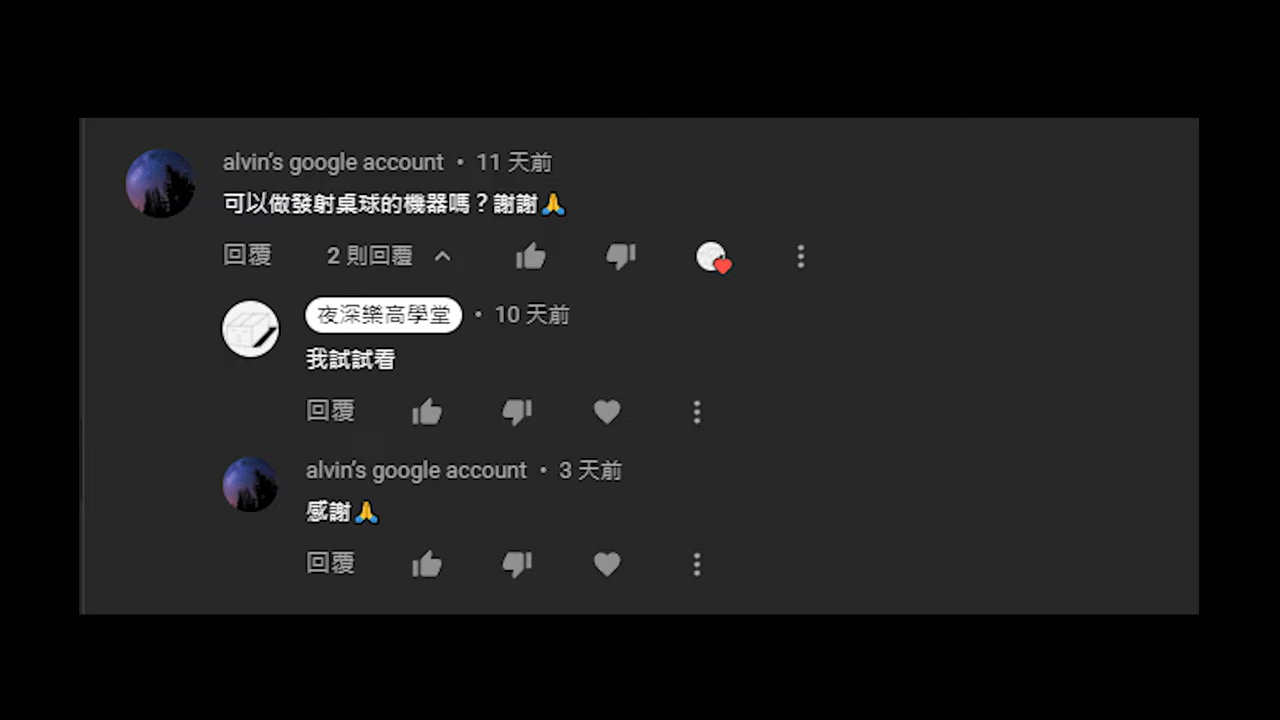 alvin's google account • 11 天前
可以做發射桌球的機器嗎？謝謝🙏
回覆 2 則回覆
夜深樂高學堂 • 10 天前
我試試看
回覆
alvin's google account • 3 天前
感謝🙏
回覆